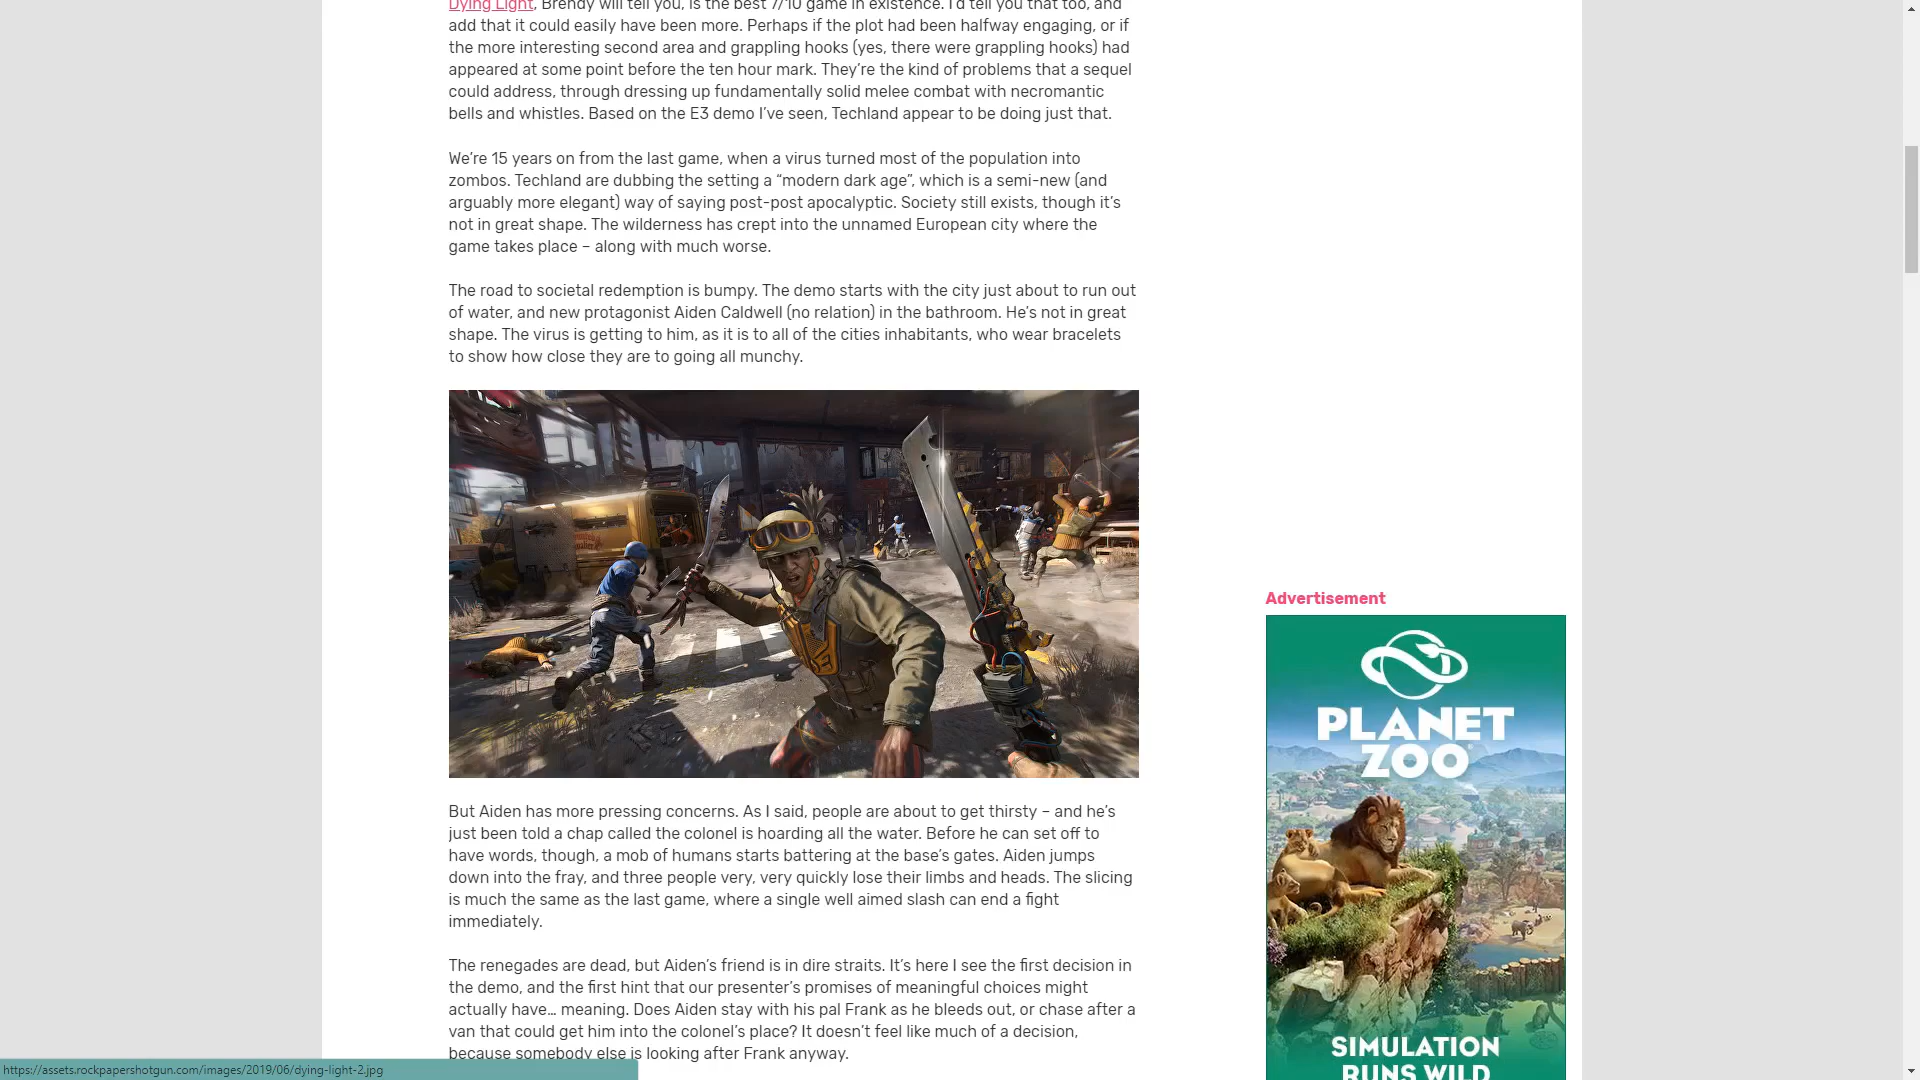 Dying Light, Brendy will tell you, is the best 7/10 game in existence. I'd tell you that too, and
add that it could easily have been more. Perhaps if the plot had been halfway engaging, or if
the more interesting second area and grappling hooks (yes, there were grappling hooks) had
appeared at some point before the ten hour mark. They’re the kind of problems that a sequel
could address, through dressing up fundamentally solid melee combat with necromantic
bells and whistles. Based on the E3 demo I’ve seen, Techland appear to be doing just that.
We’re 15 years on from the last game, when a virus turned most of the population into
zombos. Techland are dubbing the setting a “modern dark age”, which is a semi-new (and
arguably more elegant) way of saying post-post apocalyptic. Society still exists, though it’s
not in great shape. The wilderness has crept into the unnamed European city where the
game takes place – along with much worse.
The road to societal redemption is bumpy. The demo starts with the city just about to run out
of water, and new protagonist Aiden Caldwell (no relation) in the bathroom. He’s not in great
shape. The virus is getting to him, as it is to all of the cities inhabitants, who wear bracelets
to show how close they are to going all munchy.
But Aiden has more pressing concerns. As I said, people are about to get thirsty – and he’s
just been told a chap called the colonel is hoarding all the water. Before he can set off to
have words, though, a mob of humans starts battering at the base’s gates. Aiden jumps
down into the fray, and three people very, very quickly lose their limbs and heads. The slicing
is much the same as the last game, where a single well aimed slash can end a fight
immediately.
The renegades are dead, but Aiden’s friend is in dire straits. It’s here I see the first decision in
the demo, and the first hint that our presenter’s promises of meaningful choices might
actually have… meaning. Does Aiden stay with his pal Frank as he bleeds out, or chase after a
van that could get him into the colonel’s place? It doesn’t feel like much of a decision,
because somebody else is looking after Frank anyway.
Advertisement
PLANET
ZOO
SIMULATION
RUNS WILD
https://assets.rockpapershotgun.com/images/2019/06/dying-light-2.jpg